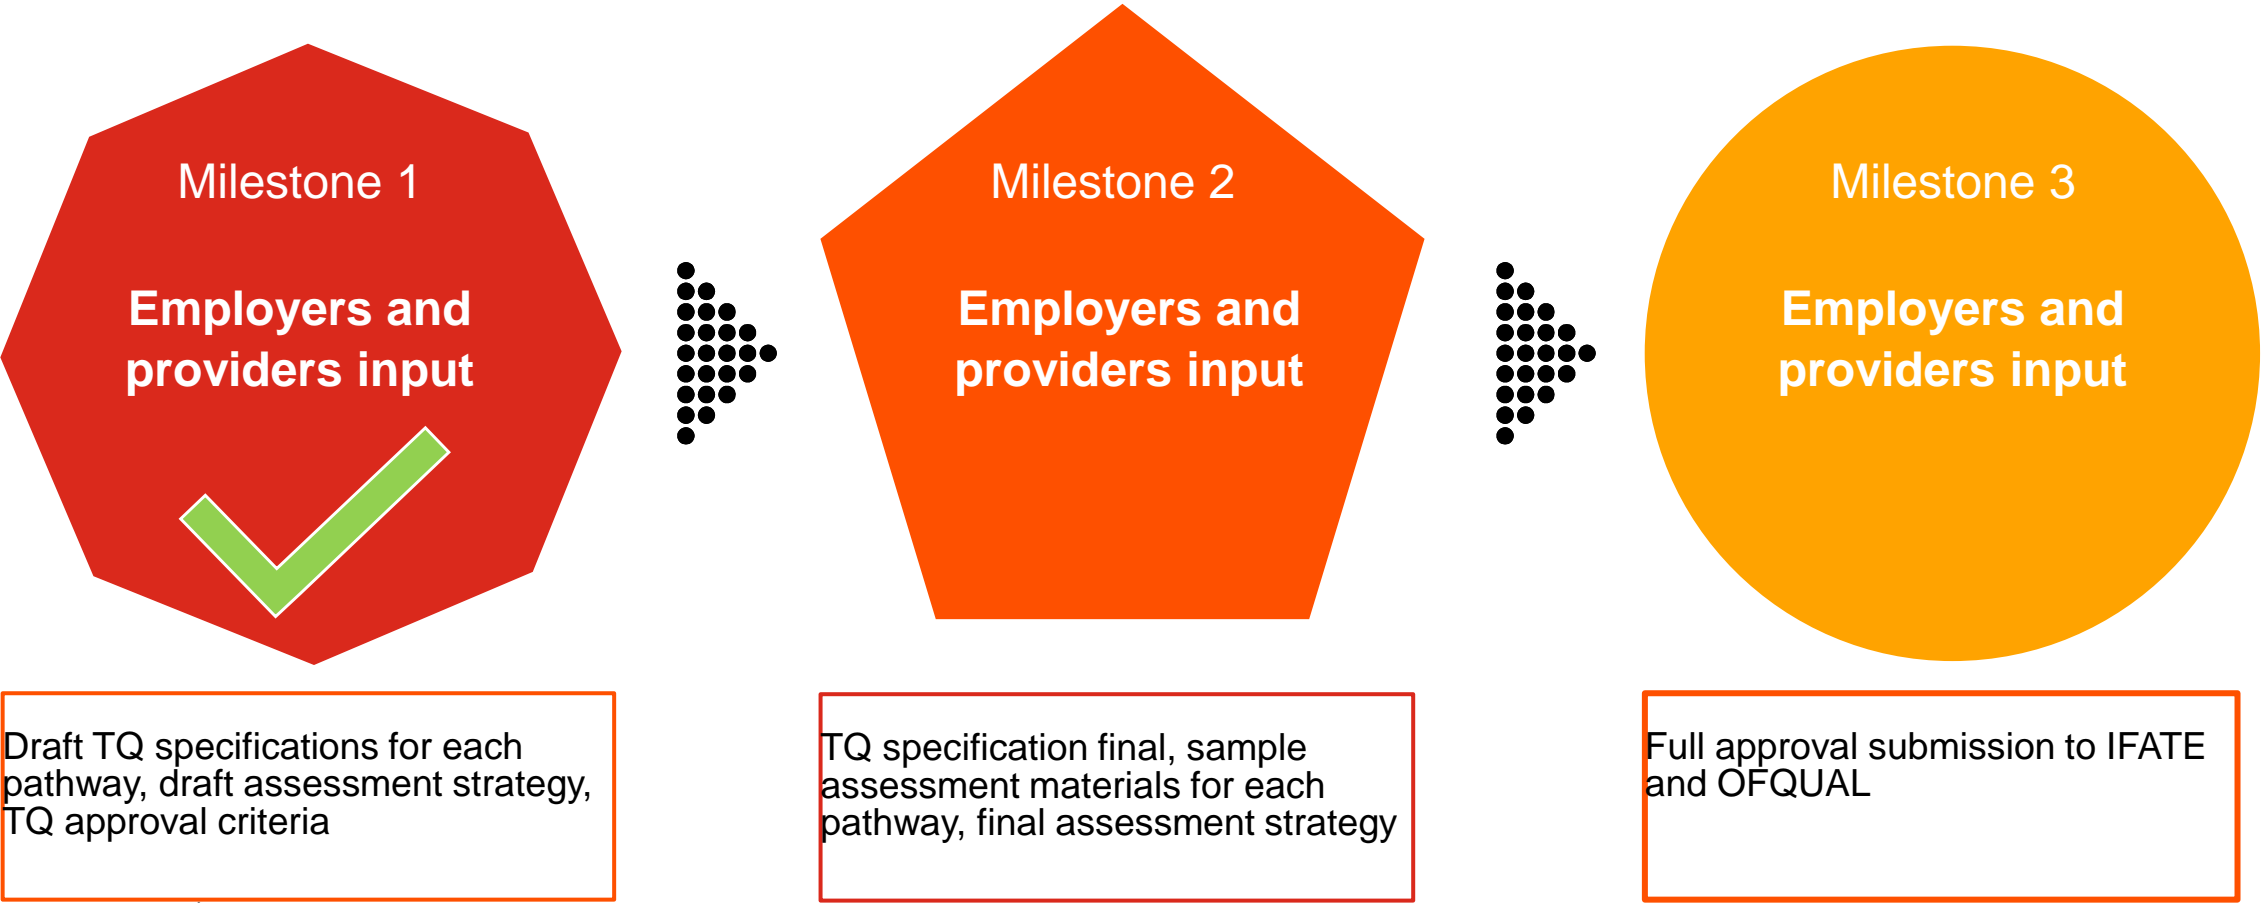 Milestone 1
Employers and
providers input
Draft TQ specifications for each
pathway, draft assessment strategy,
TQ approval criteria
Milestone 2
Employers and
providers input
TQ specification final, sample
assessment materials for each
pathway, final assessment strategy
Milestone 3
Employers and
providers input
Full approval submission to IFATE
and OFQUAL